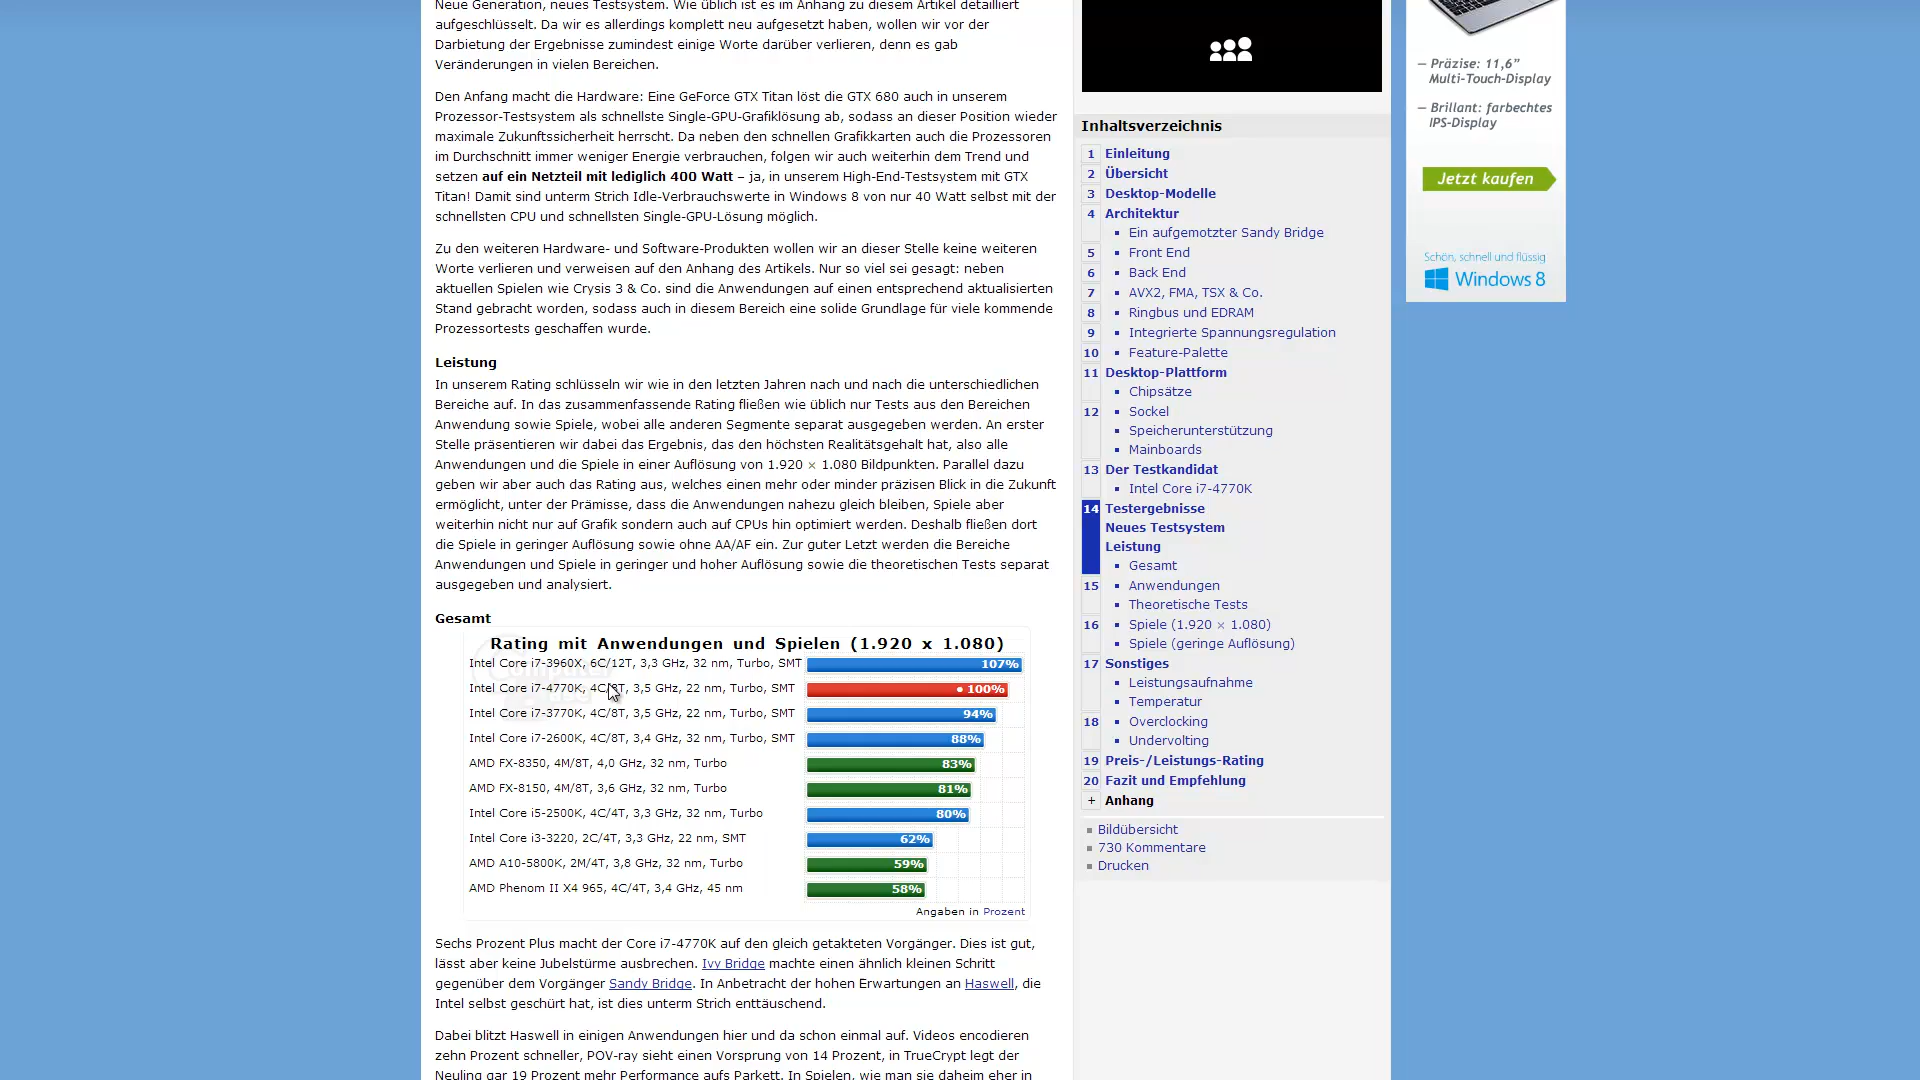 Neue Generation, neues Testsystem. Wie üblich ist es im Anhang zu diesem Artikel detailliert
aufgeschlüsselt. Da wir es allerdings komplett neu aufgesetzt haben, wollen wir vor der
Darbietung der Ergebnisse zumindest einige Worte darüber verlieren, denn es gab
Veränderungen in vielen Bereichen.
Den Anfang macht die Hardware: Eine GeForce GTX Titan löst die GTX 680 auch in unserem
Prozessor-Testsystem als schnellste Single-GPU-Grafiklösung ab, sodass an dieser Position wieder
maximale Zukunftssicherheit herrscht. Da neben den schnellen Grafikkarten auch die Prozessoren
im Durchschnitt immer weniger Energie verbrauchen, folgen wir auch weiterhin dem Trend und
setzen auf ein Netzteil mit lediglich 400 Watt – ja, in unserem High-End-Testsystem mit GTX
Titan! Damit sind unterm Strich Idle-Verbrauchswerte in Windows 8 von nur 40 Watt selbst mit der
schnellsten CPU und schnellsten Single-GPU-Lösung möglich.
Zu den weiteren Hardware- und Software-Produkten wollen wir an dieser Stelle keine weiteren
Worte verlieren und verweisen auf den Anhang des Artikels. Nur so viel sei gesagt: neben
aktuellen Spielen wie Crysis 3 & Co. sind die Anwendungen auf einen entsprechend aktualisierten
Stand gebracht worden, sodass auch in diesem Bereich eine solide Grundlage für viele kommende
Prozessortests geschaffen wurde.
Leistung
In unserem Rating schlüsseln wir wie in den letzten Jahren nach und nach die unterschiedlichen
Bereiche auf. In das zusammenfassende Rating fließen wie üblich nur Tests aus den Bereichen
Anwendung sowie Spiele, wobei alle anderen Segmente separat ausgegeben werden. An erster
Stelle präsentieren wir dabei das Ergebnis, das den höchsten Realitätsgehalt hat, also alle
Anwendungen und die Spiele in einer Auflösung von 1.920 × 1.080 Bildpunkten. Parallel dazu
geben wir aber auch das Rating aus, welches einen mehr oder minder präzisen Blick in die Zukunft
ermöglicht, unter der Prämisse, dass die Anwendungen nahezu gleich bleiben, Spiele aber
weiterhin nicht nur auf Grafik sondern auch auf CPUs hin optimiert werden. Deshalb fließen dort
die Spiele in geringer Auflösung sowie ohne AA/AF ein. Zur guter Letzt werden die Bereiche
Anwendungen und Spiele in geringer und hoher Auflösung sowie die theoretischen Tests separat
ausgegeben und analysiert.
Gesamt
Rating mit Anwendungen und Spielen (1.920 x 1.080)
Intel Core i7-3960X, 6C/12T, 3,3 GHz, 32 nm, Turbo, SMT 107%
Intel Core i7-4770K, 4C/8T, 3,5 GHz, 22 nm, Turbo, SMT • 100%
Intel Core i7-3770K, 4C/8T, 3,5 GHz, 22 nm, Turbo, SMT 94%
Intel Core i7-2600K, 4C/8T, 3,4 GHz, 32 nm, Turbo, SMT 88%
AMD FX-8350, 4M/8T, 4,0 GHz, 32 nm, Turbo 83%
AMD FX-8150, 4M/8T, 3,6 GHz, 32 nm, Turbo 81%
Intel Core i5-2500K, 4C/4T, 3,3 GHz, 32 nm, Turbo 80%
Intel Core i3-3220, 2C/4T, 3,3 GHz, 22 nm, SMT 62%
AMD A10-5800K, 2M/4T, 3,8 GHz, 32 nm, Turbo 59%
AMD Phenom II X4 965, 4C/4T, 3,4 GHz, 45 nm 58%
Angaben in Prozent
Sechs Prozent Plus macht der Core i7-4770K auf den gleich getakteten Vorgänger. Dies ist gut,
lässt aber keine Jubelstürme ausbrechen. Ivy Bridge machte einen ähnlich kleinen Schritt
gegenüber dem Vorgänger Sandy Bridge. In Anbetracht der hohen Erwartungen an Haswell, die
Intel selbst geschürt hat, ist dies unterm Strich enttäuschend.
Dabei blitzt Haswell in einigen Anwendungen hier und da schon einmal auf. Videos encodieren
zehn Prozent schneller, POV-ray sieht einen Vorsprung von 14 Prozent, in TrueCrypt legt der
Neuling gar 19 Prozent mehr Performance aufs Parkett. In Spielen, wie man sie daheim eher in
Inhaltsverzeichnis
1 Einleitung
2 Übersicht
3 Desktop-Modelle
4 Architektur
Ein aufgemotzter Sandy Bridge
5 Front End
6 Back End
7 AVX2, FMA, TSX & Co.
8 Ringbus und EDRAM
9 Integrierte Spannungsregulation
10 Feature-Palette
11 Desktop-Plattform
Chipsätze
12 Sockel
Speicherunterstützung
Mainboards
13 Der Testkandidat
Intel Core i7-4770K
14 Testergebnisse
Neues Testsystem
Leistung
Gesamt
15 Anwendungen
Theoretische Tests
16 Spiele (1.920 × 1.080)
Spiele (geringe Auflösung)
17 Sonstiges
Leistungsaufnahme
Temperatur
18 Overclocking
Undervolting
19 Preis-/Leistungs-Rating
20 Fazit und Empfehlung
+ Anhang
Bildübersicht
730 Kommentare
Drucken
— Präzise: 11,6”
Multi-Touch-Display
— Brillant: farbechtes
IPS-Display
Jetzt kaufen
Schön, schnell und flüssig
Windows 8